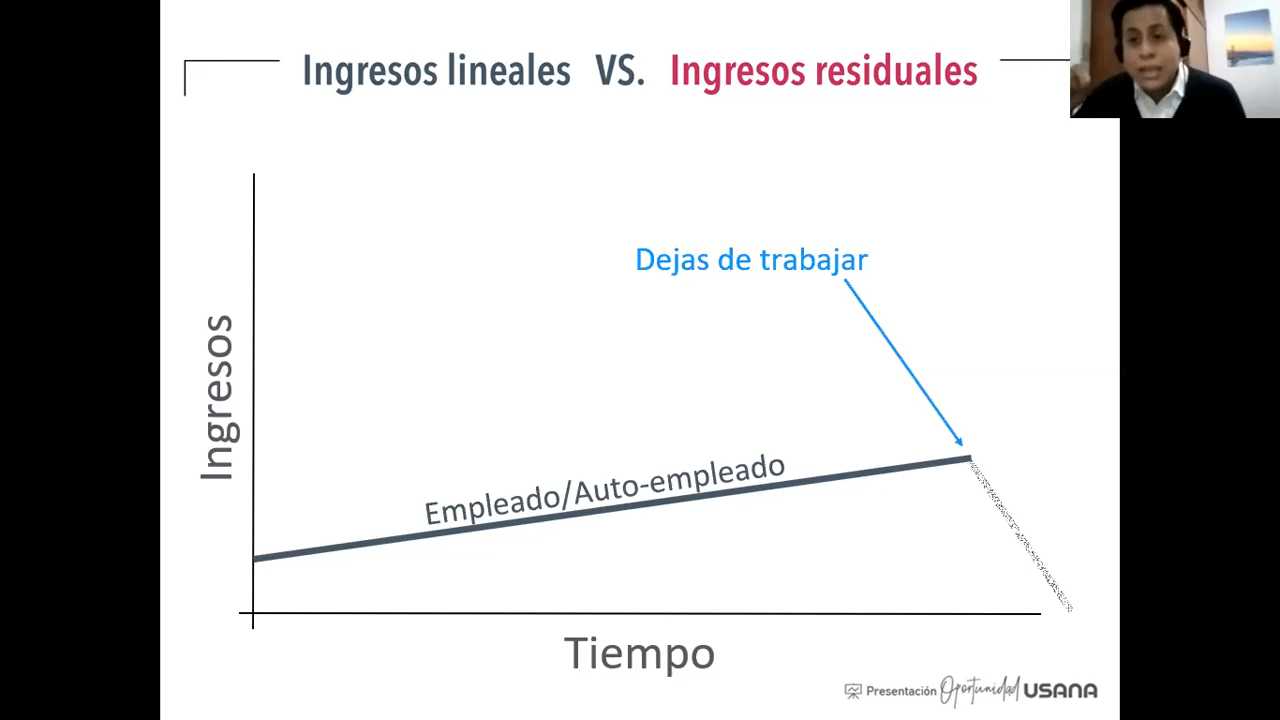 Ingresos lineales VS. Ingresos residuales
Dejas de trabajar
Ingresos
Empleado/Auto-empleado
Tiempo
Presentación Oportunidad USANA